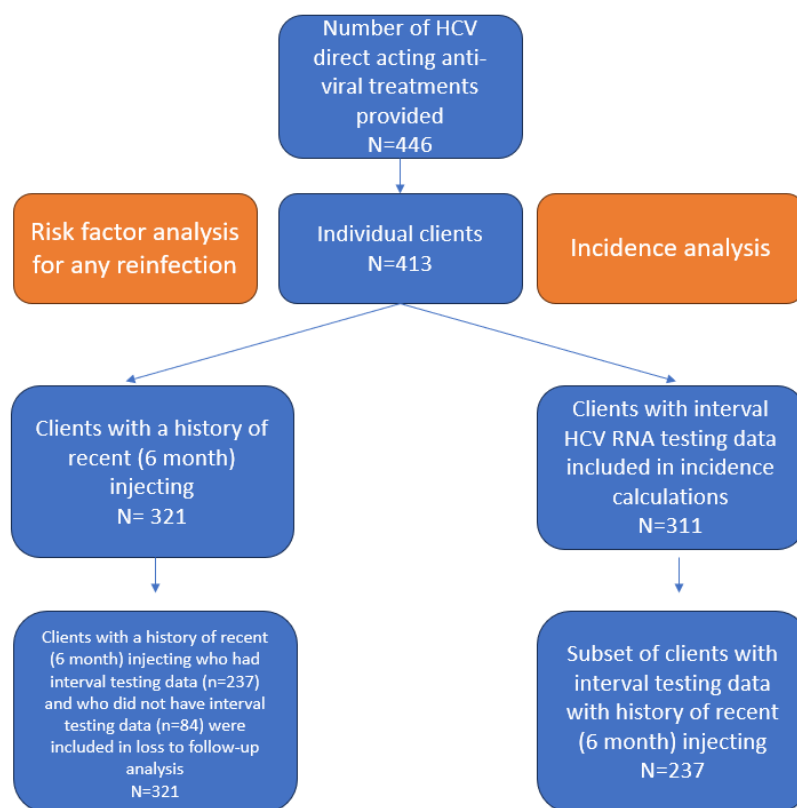 Number of HCV
direct acting anti-
viral treatments
provided
N=446
Risk factor analysis
for any reinfection
Individual clients
N=413
Incidence analysis
Clients with a history of
recent (6 month)
injecting
N= 321
Clients with interval
HCV RNA testing data
included in incidence
calculations
N=311
Clients with a history of recent
(6 month) injecting who had
interval testing data (n=237)
and who did not have interval
testing data (n=84) were
included in loss to follow-up
analysis
N=321
Subset of clients with
interval testing data
with history of recent
(6 month) injecting
N=237